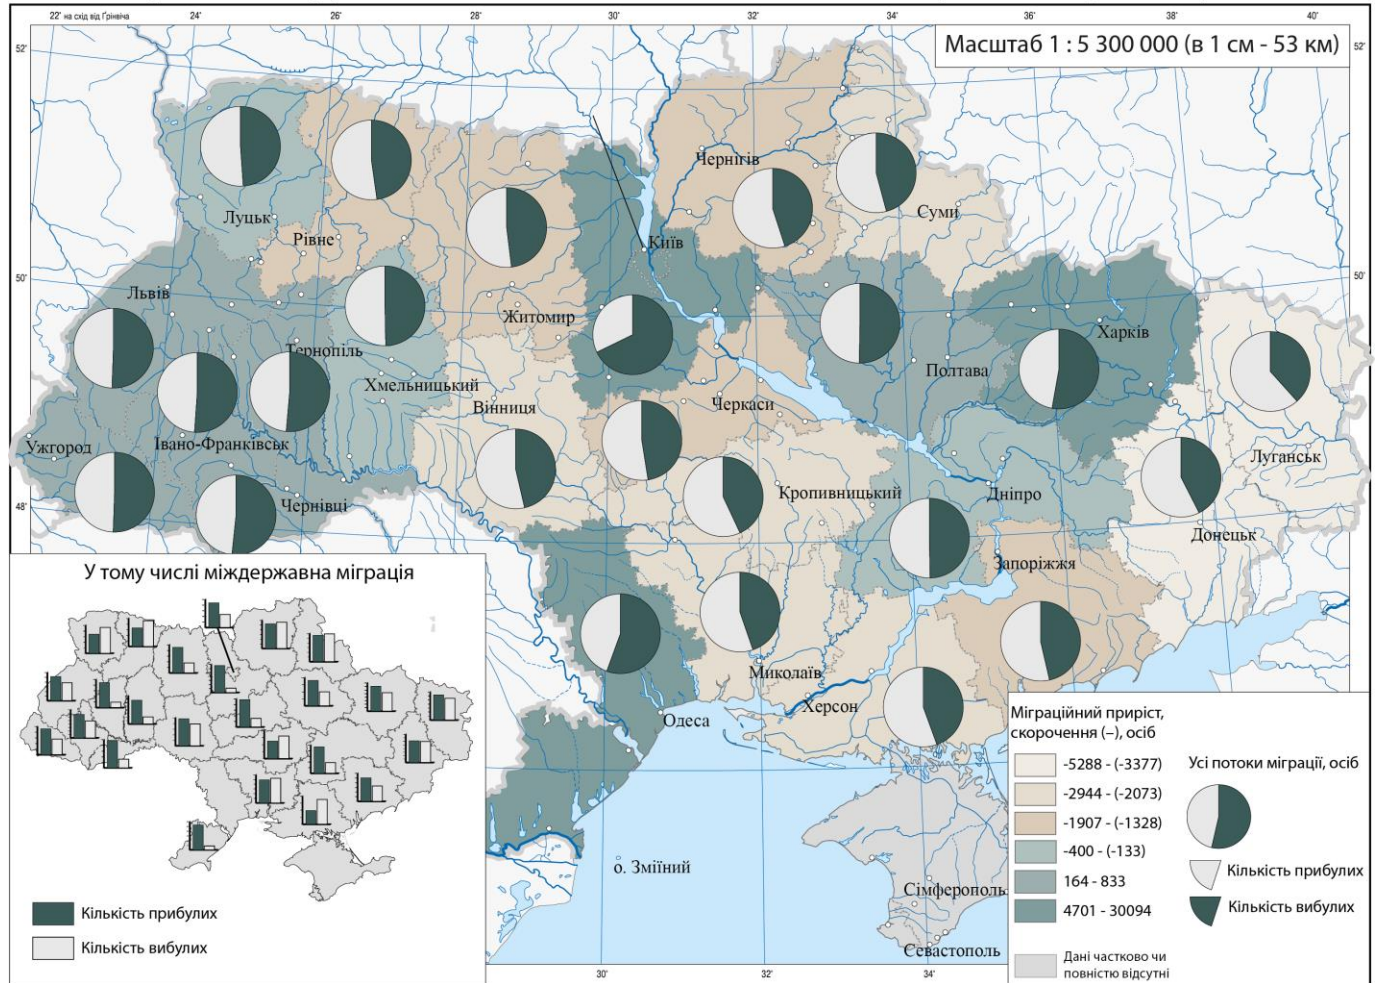 22' на схід від Ґрінвіча
24'
26'
28'
30'
32'
34'
36'
38'
40'
52'
52'
Масштаб 1 : 5 300 000 (в 1 см - 53 км)
Чернігів
Луцьк
Суми
Рівне
Київ
50'
50'
Львів
Житомир
Харків
Тернопіль
Хмельницький
Полтава
Вінниця
Черкаси
Ужгород
Івано-Франківськ
Луганськ
Чернівці
Кропивницький
Дніпро
48'
Донецьк
Запоріжжя
У тому числі міждержавна міграція
Миколаїв
Херсон
Одеса
о. Зміїний
Сімферополь
Севастополь
Кількість прибулих
Кількість вибулих
Міграційний приріст,
скорочення (–), осіб
-5288 - (-3377)
-2944 - (-2073)
-1907 - (-1328)
-400 - (-133)
164 - 833
4701 - 30094
Дані частково чи
повністю відсутні
Усі потоки міграції, осіб
Кількість прибулих
Кількість вибулих
30'
32'
34'